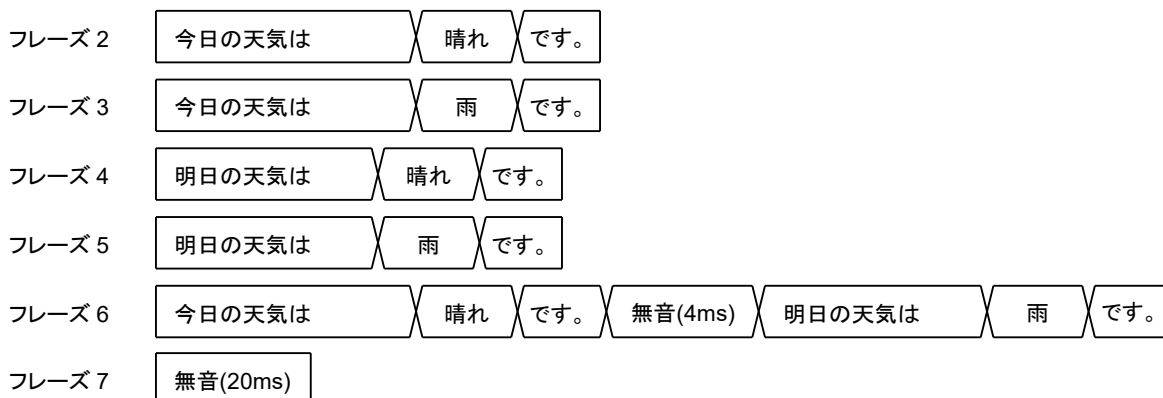 フレーズ 2 今日の天気は 晴れ です。
フレーズ 3 今日の天気は 雨 です。
フレーズ 4 明日の天気は 晴れ です。
フレーズ 5 明日の天気は 雨 です。
フレーズ 6 今日の天気は 晴れ です。 無音(4ms) 明日の天気は 雨 です。
フレーズ 7 無音(20ms)